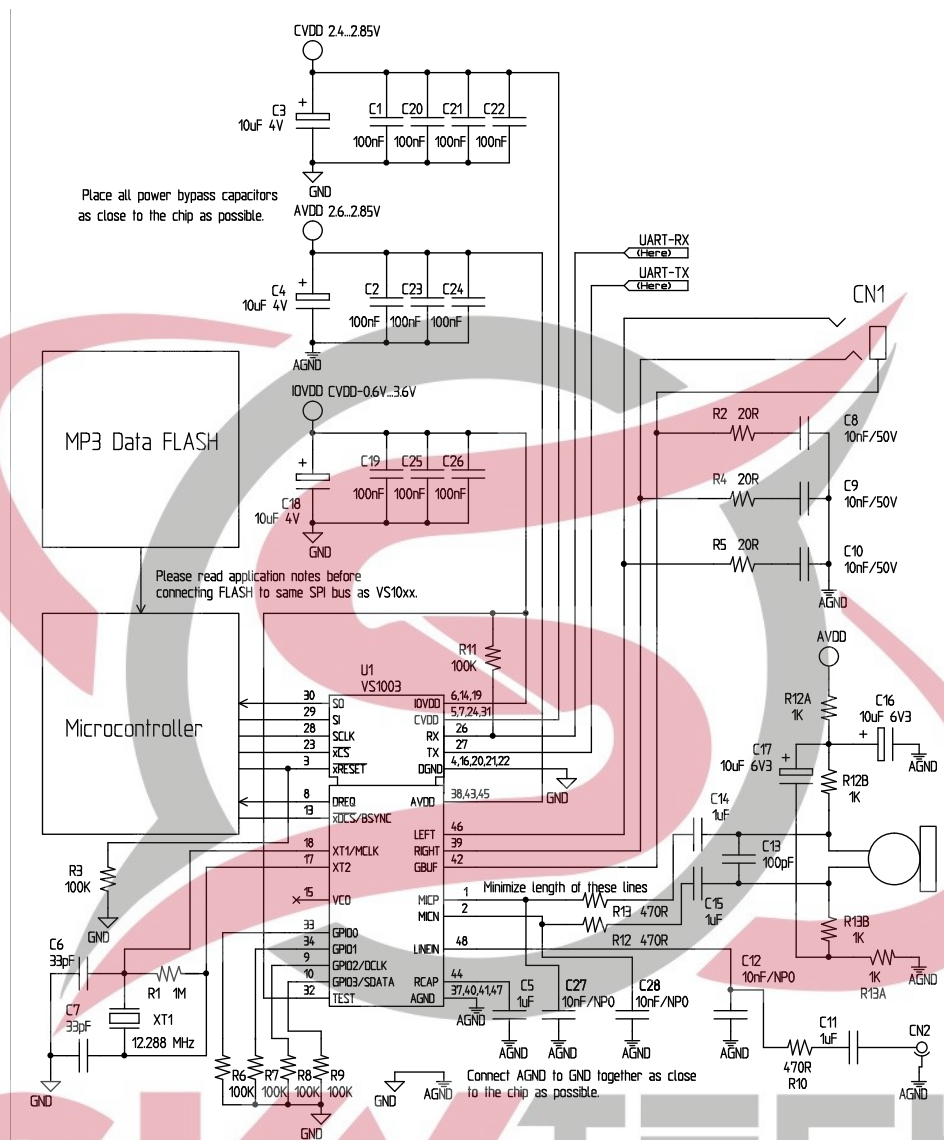 CVDD 2.4...2.85V
C3
10uF 4V
+
C1 C20 C21 C22
100nF 100nF 100nF 100nF
GND
Place all power bypass capacitors
as close to the chip as possible.
AVDD 2.6...2.85V
UART-RX
(Here)
UART-TX
(Here)
C4
10uF 4V
+
C2 C23 C24
100nF 100nF 100nF
AGND
CN1
IOVDD CVDD-0.6V...3.6V
MP3 Data FLASH
C18
10uF 4V
+
C19 C25 C26
100nF 100nF 100nF
GND
R2 20R
C8
10nF/50V
R4 20R
C9
10nF/50V
R5 20R
C10
10nF/50V
AGND
Please read application notes before
connecting FLASH to same SPI bus as VS10xx.
AVDD
R11
100K
U1
VS1003
Microcontroller
30 SO
29 SI
28 SCLK
23 xCS
3 xRESET
8 DREQ
13 xDCS/BSYNC
18 XT1/MCLK
17 XT2
15 VCO
33 GPIO0
34 GPIO1
9 GPIO2/DCLK
10 GPIO3/SDATA
32 TEST
IOVDD 6,14,19
CVDD 5,7,24,31
RX 26
TX 27
DGND 4,16,20,21,22
AVDD 38,43,45
LEFT 46
RIGHT 39
GBUF 42
MICP 1
MICN 2
LINEIN 48
RCAP 44
AGND 37,40,41,47
GND
AGND
R12A
1K
C16
10uF 6V3
+
AGND
C17
10uF 6V3
+
R12B
1K
C14
1uF
C13
100pF
Minimize length of these lines
R13 470R
C15
1uF
R12 470R
R13B
1K
1K
R13A
AGND
R3
100K
GND
C6
33pF
R1 1M
C7
33pF
XT1
12.288 MHz
GND
C5
1uF
AGND
C27
10nF/NP0
AGND
C28
10nF/NP0
AGND
C12
10nF/NP0
AGND
C11
1uF
470R
R10
CN2
AGND
R6 R7 R8 R9
100K 100K 100K 100K
GND
GND AGND
Connect AGND to GND together as close
to the chip as possible.